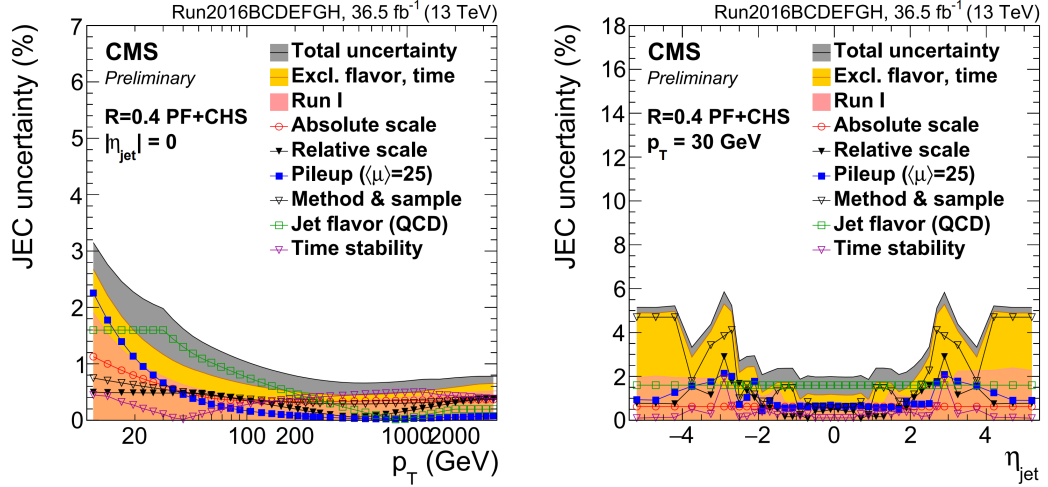 Run2016BCDEFGH, 36.5 fb⁻¹ (13 TeV)
JEC uncertainty (%)
7
6
5
4
3
2
1
0
CMS
Preliminary
R=0.4 PF+CHS
|η_jet| = 0
Total uncertainty
Excl. flavor, time
Run I
Absolute scale
Relative scale
Pileup (⟨μ⟩=25)
Method & sample
Jet flavor (QCD)
Time stability
20 100 200 1000 2000
p_T (GeV)
Run2016BCDEFGH, 36.5 fb⁻¹ (13 TeV)
JEC uncertainty (%)
18
16
14
12
10
8
6
4
2
0
CMS
Preliminary
R=0.4 PF+CHS
p_T = 30 GeV
Total uncertainty
Excl. flavor, time
Run I
Absolute scale
Relative scale
Pileup (⟨μ⟩=25)
Method & sample
Jet flavor (QCD)
Time stability
−4 −2 0 2 4
η_jet